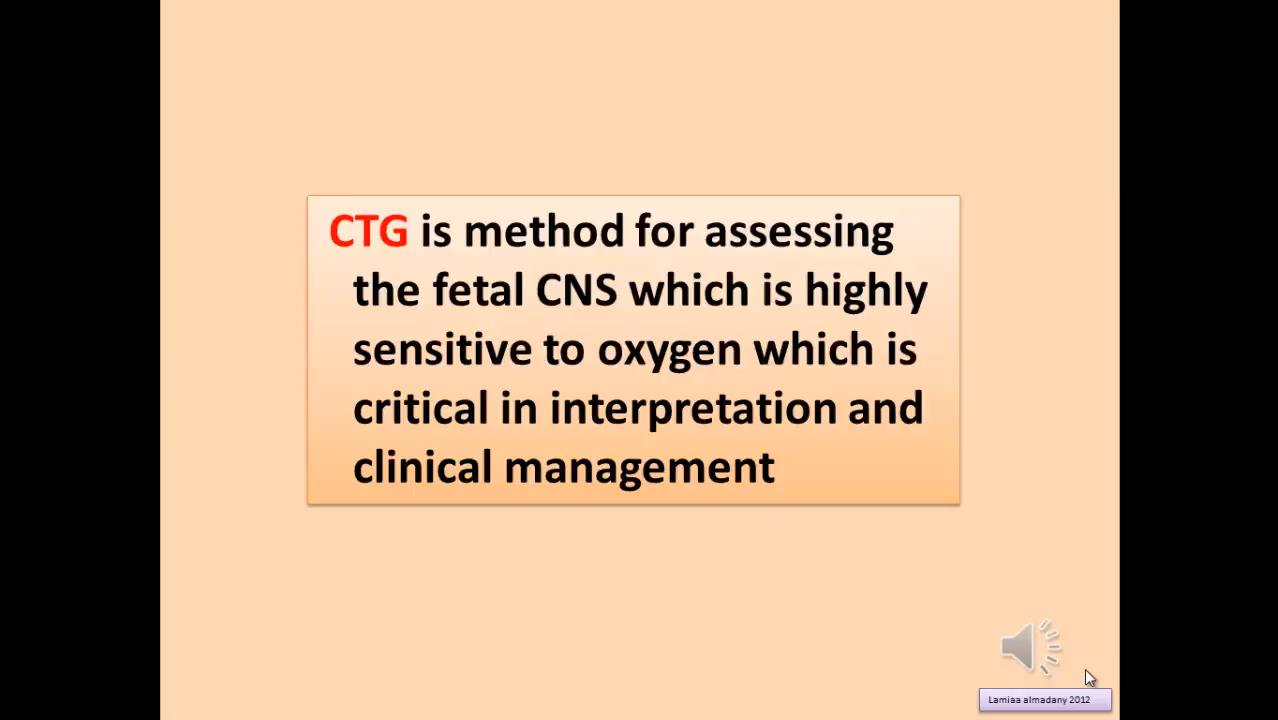 CTG is method for assessing
the fetal CNS which is highly
sensitive to oxygen which is
critical in interpretation and
clinical management
Lamiaa almadany 2012